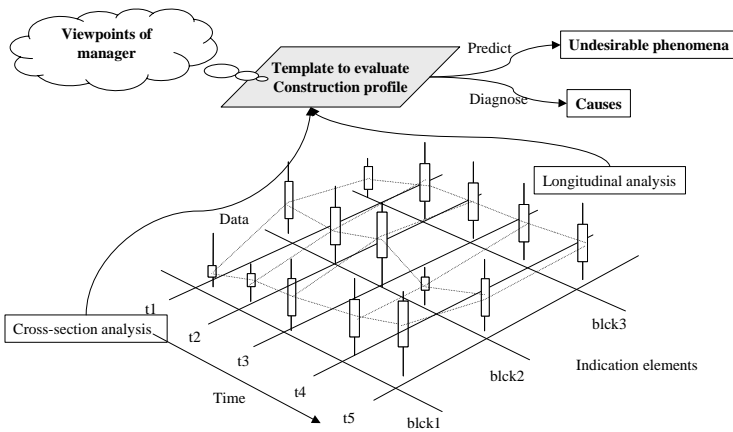 Viewpoints of
manager
Template to evaluate
Construction profile
Predict
Undesirable phenomena
Diagnose
Causes
Longitudinal analysis
Data
Cross-section analysis
t1
t2
t3
t4
t5
Time
blck1
blck2
blck3
Indication elements